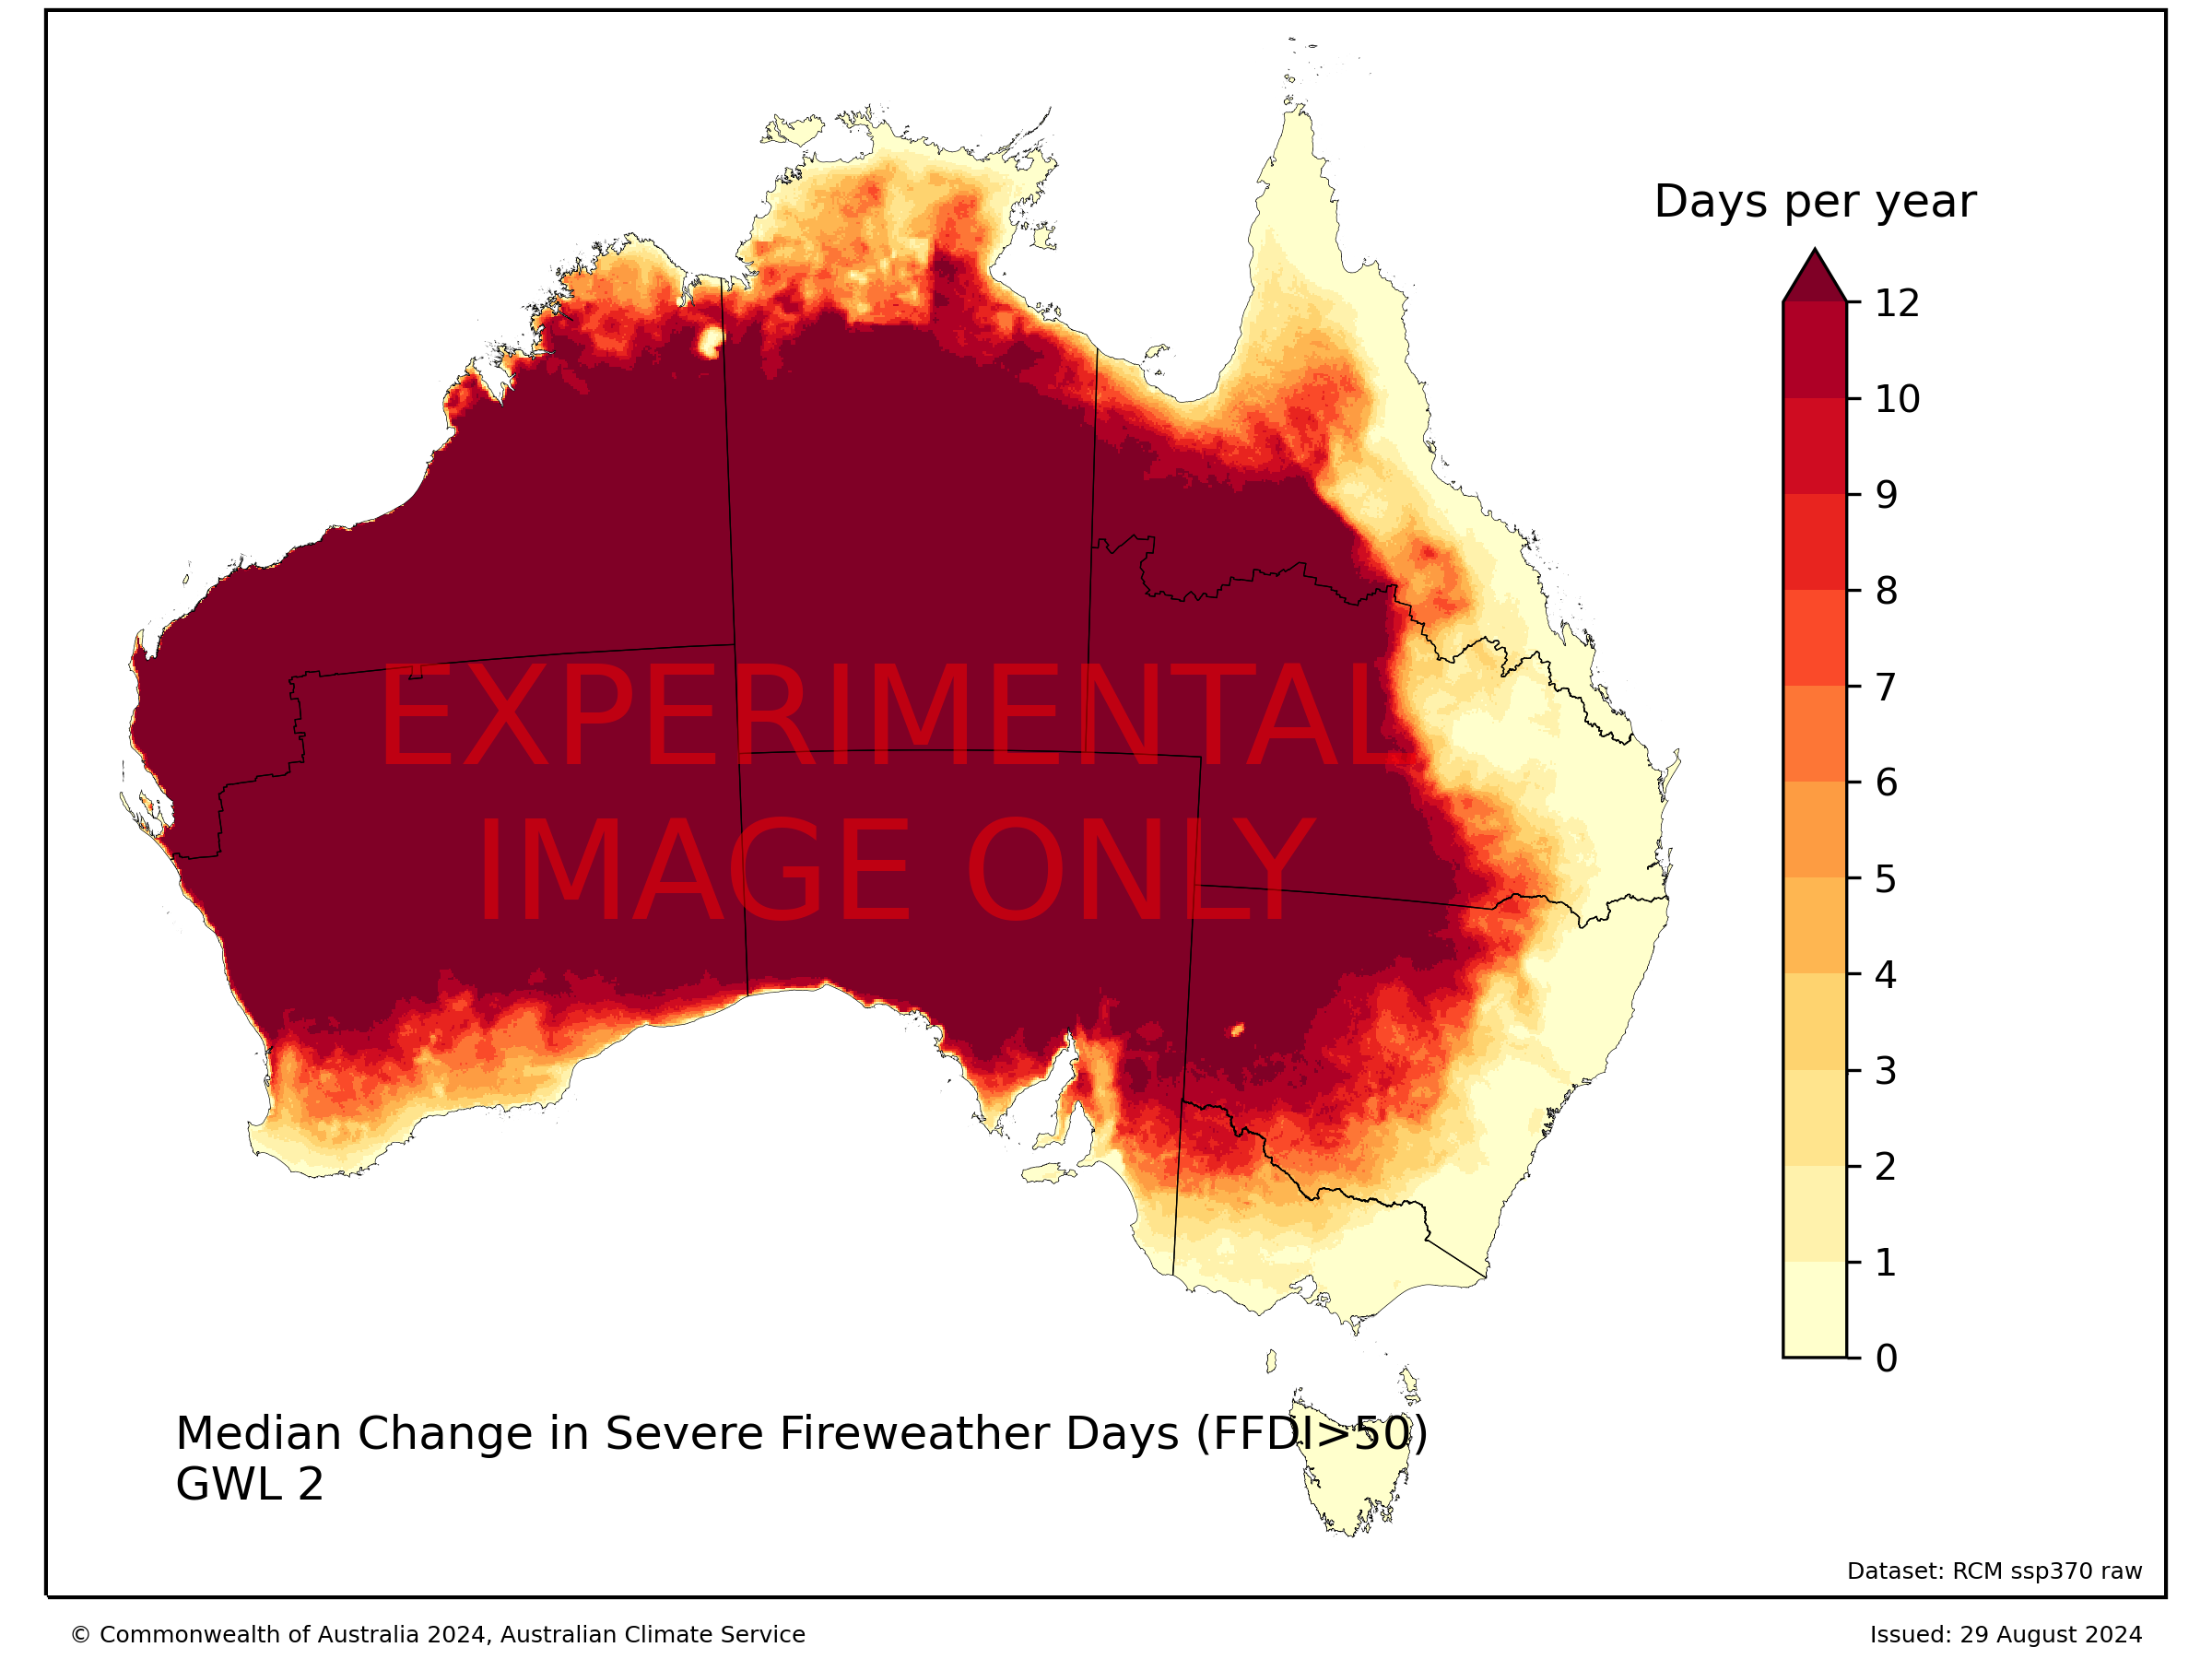 Days per year
12
10
9
8
7
6
5
4
3
2
1
0
EXPERIMENTAL
IMAGE ONLY
Median Change in Severe Fireweather Days (FFDI>50)
GWL 2
Dataset: RCM ssp370 raw
© Commonwealth of Australia 2024, Australian Climate Service
Issued: 29 August 2024